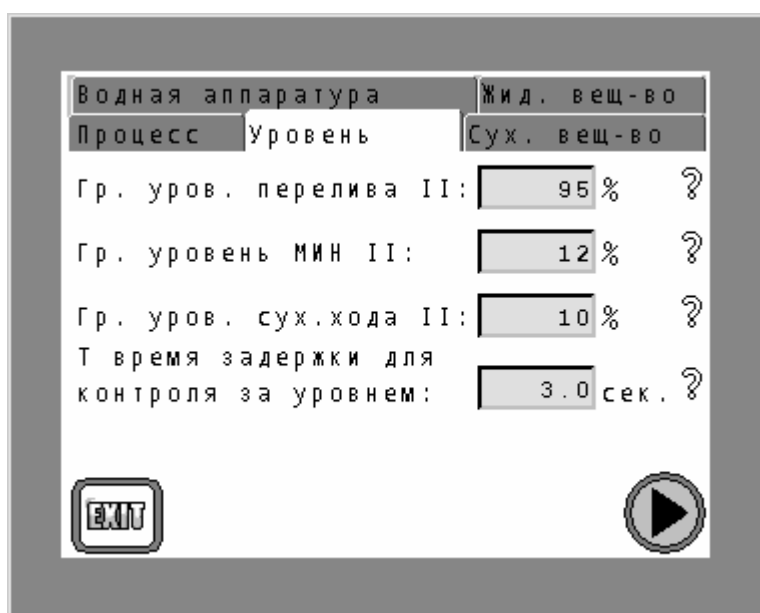 Водная аппаратура Жид. вещ-во
Процесс Уровень Сух. вещ-во
Гр. уров. перелива II: 95 % ?
Гр. уровень МИН II: 12 % ?
Гр. уров. сух.хода II: 10 % ?
Т время задержки для
контроля за уровнем: 3.0 сек. ?
EXIT